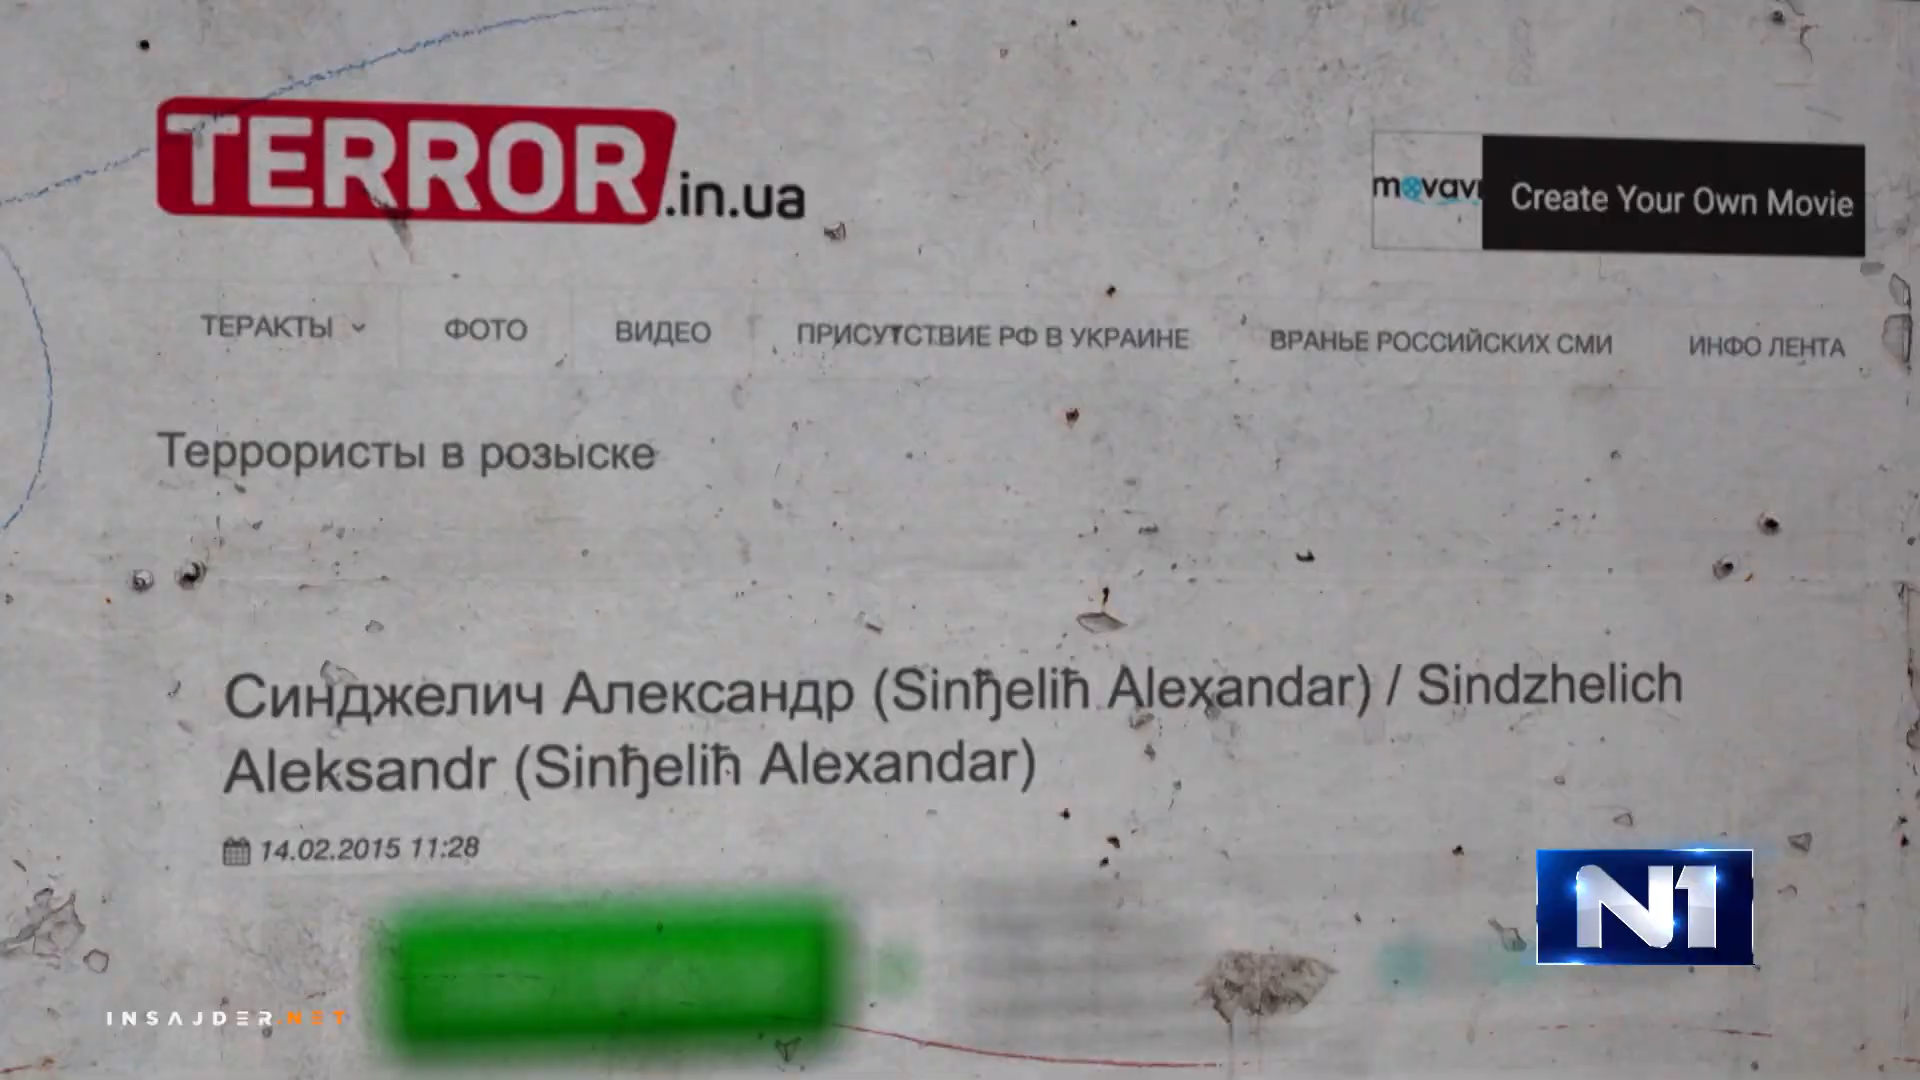 TERROR.in.ua
movavi Create Your Own Movie
ТЕРАКТЫ ФОТО ВИДЕО ПРИСУТСТВИЕ РФ В УКРАИНЕ ВРАНЬЕ РОССИЙСКИХ СМИ ИНФО ЛЕНТА
Террористы в розыске
Синджелич Александр (Sinђeliћ Alexandar) / Sindzhelich
Aleksandr (Sinђeliћ Alexandar)
14.02.2015 11:28
N1
INSAJDER.NET